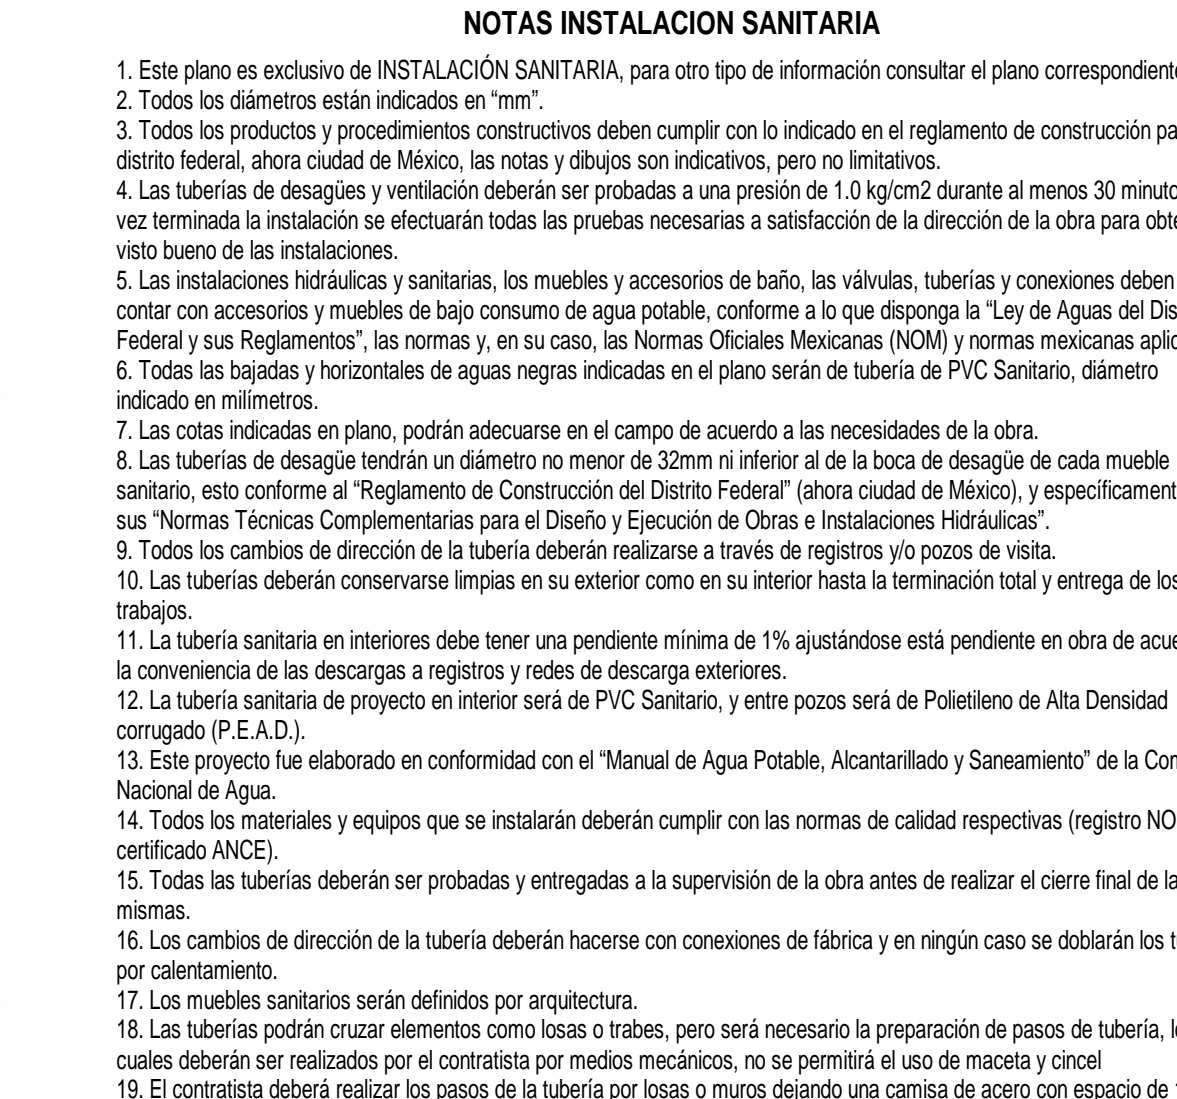 NOTAS INSTALACION SANITARIA
1. Este plano es exclusivo de INSTALACIÓN SANITARIA, para otro tipo de información consultar el plano
2. Todos los diámetros están indicados en “mm”.
3. Todos los productos y procedimientos constructivos deben cumplir con lo indicado en el reglamento de construcción
distrito federal, ahora ciudad de México, las notas y dibujos son indicativos, pero no limitativos.
4. Las tuberías de desagües y ventilación deberán ser probadas a una presión de 1.0 kg/cm2 durante al menos 30
vez terminada la instalación se efectuarán todas las pruebas necesarias a satisfacción de la dirección de la obra para
visto bueno de las instalaciones.
5. Las instalaciones hidráulicas y sanitarias, los muebles y accesorios de baño, las válvulas, tuberías y conexiones deben
contar con accesorios y muebles de bajo consumo de agua potable, conforme a lo que disponga la “Ley de Aguas del
Federal y sus Reglamentos”, las normas y, en su caso, las Normas Oficiales Mexicanas (NOM) y normas mexicanas
6. Todas las bajadas y horizontales de aguas negras indicadas en el plano serán de tubería de PVC Sanitario, diámetro
indicado en milímetros.
7. Las cotas indicadas en plano, podrán adecuarse en el campo de acuerdo a las necesidades de la obra.
8. Las tuberías de desagüe tendrán un diámetro no menor de 32mm ni inferior al de la boca de desagüe de cada mueble
sanitario, esto conforme al “Reglamento de Construcción del Distrito Federal” (ahora ciudad de México), y
sus “Normas Técnicas Complementarias para el Diseño y Ejecución de Obras e Instalaciones Hidráulicas”.
9. Todos los cambios de dirección de la tubería deberán realizarse a través de registros y/o pozos de visita.
10. Las tuberías deberán conservarse limpias en su exterior como en su interior hasta la terminación total y entrega de los
trabajos.
11. La tubería sanitaria en interiores debe tener una pendiente mínima de 1% ajustándose está pendiente en obra de
la conveniencia de las descargas a registros y redes de descarga exteriores.
12. La tubería sanitaria de proyecto en interior será de PVC Sanitario, y entre pozos será de Polietileno de Alta Densidad
corrugado (P.E.A.D.).
13. Este proyecto fue elaborado en conformidad con el “Manual de Agua Potable, Alcantarillado y Saneamiento” de la
Nacional de Agua.
14. Todos los materiales y equipos que se instalarán deberán cumplir con las normas de calidad respectivas (registro
certificado ANCE).
15. Todas las tuberías deberán ser probadas y entregadas a la supervisión de la obra antes de realizar el cierre final de
mismas.
16. Los cambios de dirección de la tubería deberán hacerse con conexiones de fábrica y en ningún caso se doblarán los
por calentamiento.
17. Los muebles sanitarios serán definidos por arquitectura.
18. Las tuberías podrán cruzar elementos como losas o trabes, pero será necesario la preparación de pasos de tubería,
cuales deberán ser realizados por el contratista por medios mecánicos, no se permitirá el uso de maceta y cincel
19. El contratista deberá realizar los pasos de la tubería por losas o muros dejando una camisa de acero con espacio de